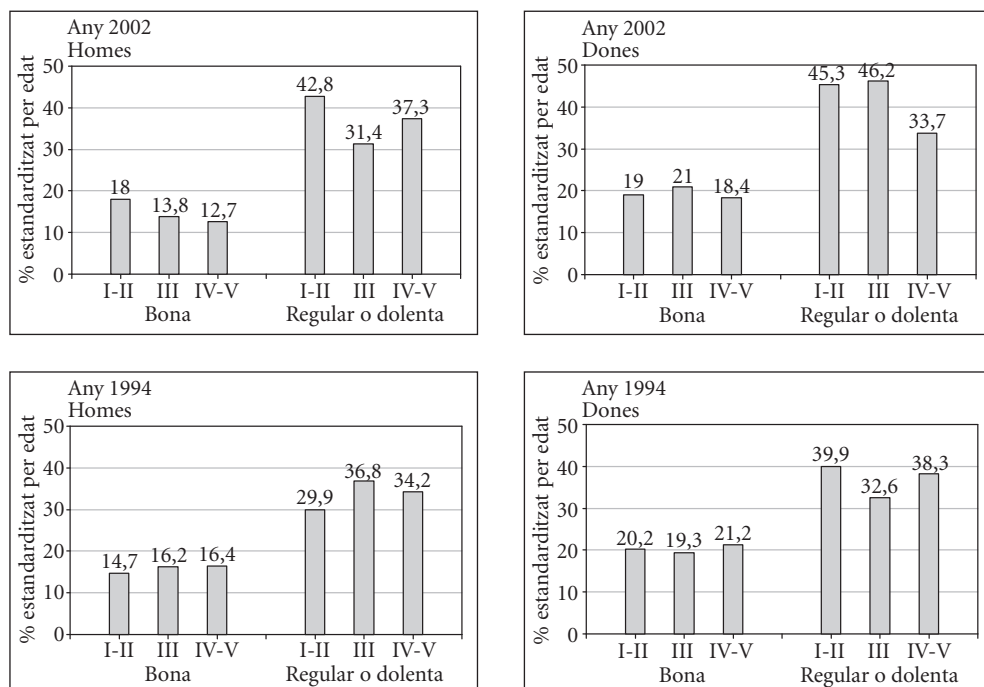 Any 2002
Homes
% estandarditzat per edat
50
40
30
20
10
0
18
13,8
12,7
42,8
31,4
37,3
I-II III IV-V I-II III IV-V
Bona Regular o dolenta
Any 2002
Dones
% estandarditzat per edat
50
40
30
20
10
0
19
21
18,4
45,3
46,2
33,7
I-II III IV-V I-II III IV-V
Bona Regular o dolenta
Any 1994
Homes
% estandarditzat per edat
50
40
30
20
10
0
14,7
16,2
16,4
29,9
36,8
34,2
I-II III IV-V I-II III IV-V
Bona Regular o dolenta
Any 1994
Dones
% estandarditzat per edat
50
40
30
20
10
0
20,2
19,3
21,2
39,9
32,6
38,3
I-II III IV-V I-II III IV-V
Bona Regular o dolenta